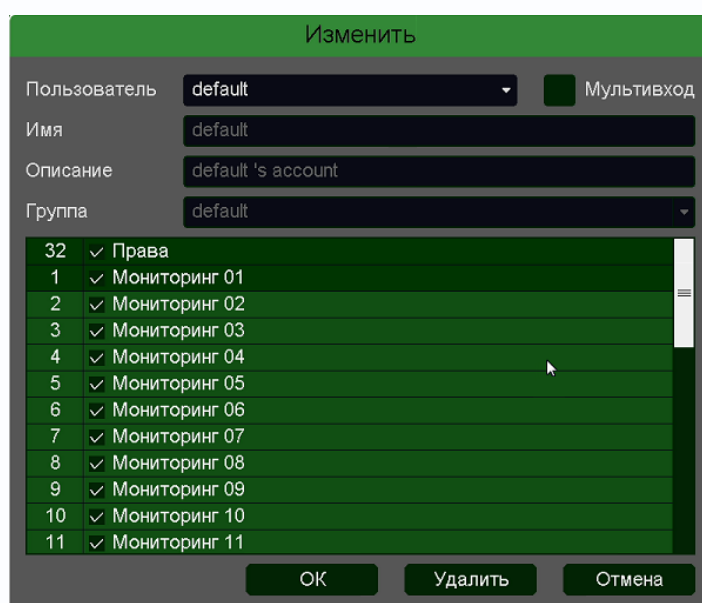 Изменить
Пользователь default Мультивход
Имя default
Описание default 's account
Группа default
32 Права
1 Мониторинг 01
2 Мониторинг 02
3 Мониторинг 03
4 Мониторинг 04
5 Мониторинг 05
6 Мониторинг 06
7 Мониторинг 07
8 Мониторинг 08
9 Мониторинг 09
10 Мониторинг 10
11 Мониторинг 11
ОК Удалить Отмена